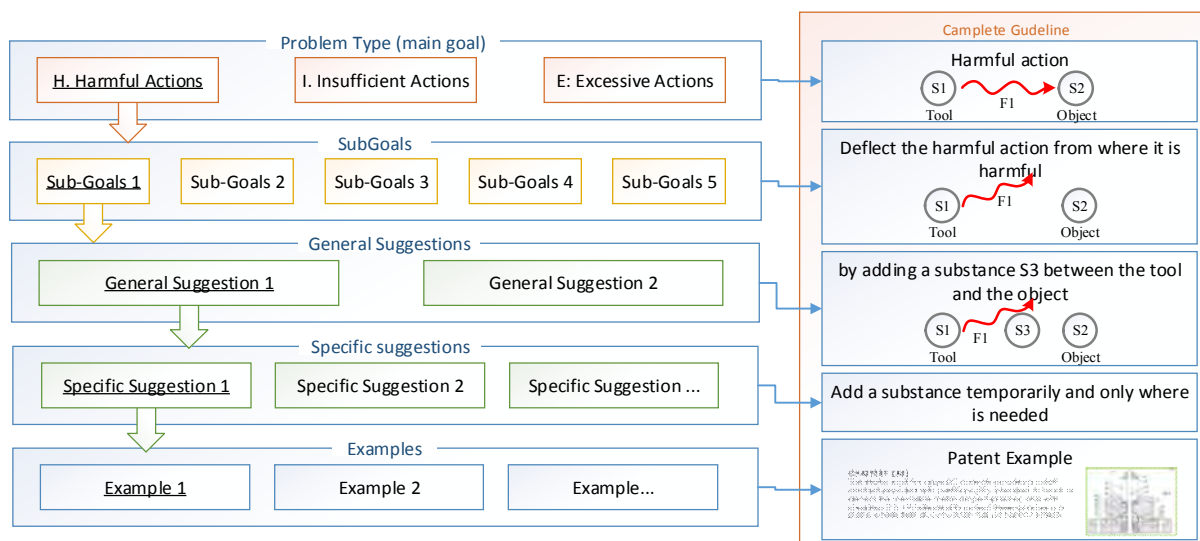 Problem Type (main goal)
H. Harmful Actions
I. Insufficient Actions
E: Excessive Actions
SubGoals
Sub-Goals 1
Sub-Goals 2
Sub-Goals 3
Sub-Goals 4
Sub-Goals 5
General Suggestions
General Suggestion 1
General Suggestion 2
Specific suggestions
Specific Suggestion 1
Specific Suggestion 2
Specific Suggestion ...
Examples
Example 1
Example 2
Example...
Camplete Gudeline
Harmful action
S1
F1
S2
Tool
Object
Deflect the harmful action from where it is
harmful
S1
F1
S2
Tool
Object
by adding a substance S3 between the tool
and the object
S1
F1
S3
S2
Tool
Object
Add a substance temporarily and only where
is needed
Patent Example